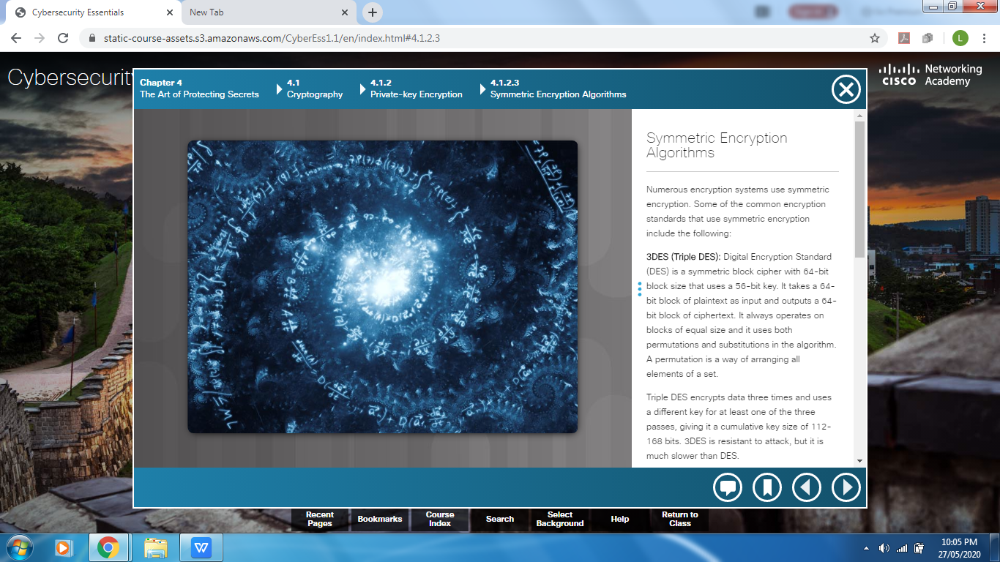 Cybersecurity Essentials
New Tab
static-course-assets.s3.amazonaws.com/CyberEss1.1/en/index.html#4.1.2.3
L
Cybersecurity
Chapter 4
The Art of Protecting Secrets
4.1
Cryptography
4.1.2
Private-key Encryption
4.1.2.3
Symmetric Encryption Algorithms
CISCO
Networking
Academy
Symmetric Encryption
Algorithms
Numerous encryption systems use symmetric
encryption. Some of the common encryption
standards that use symmetric encryption
include the following:
3DES (Triple DES): Digital Encryption Standard
(DES) is a symmetric block cipher with 64-bit
block size that uses a 56-bit key. It takes a 64-
bit block of plaintext as input and outputs a 64-
bit block of ciphertext. It always operates on
blocks of equal size and it uses both
permutations and substitutions in the algorithm.
A permutation is a way of arranging all
elements of a set.
Triple DES encrypts data three times and uses
a different key for at least one of the three
passes, giving it a cumulative key size of 112-
168 bits. 3DES is resistant to attack, but it is
much slower than DES.
Recent
Pages
Bookmarks
Course
Index
Search
Select
Background
Help
Return to
Class
W
10:05 PM
27/05/2020